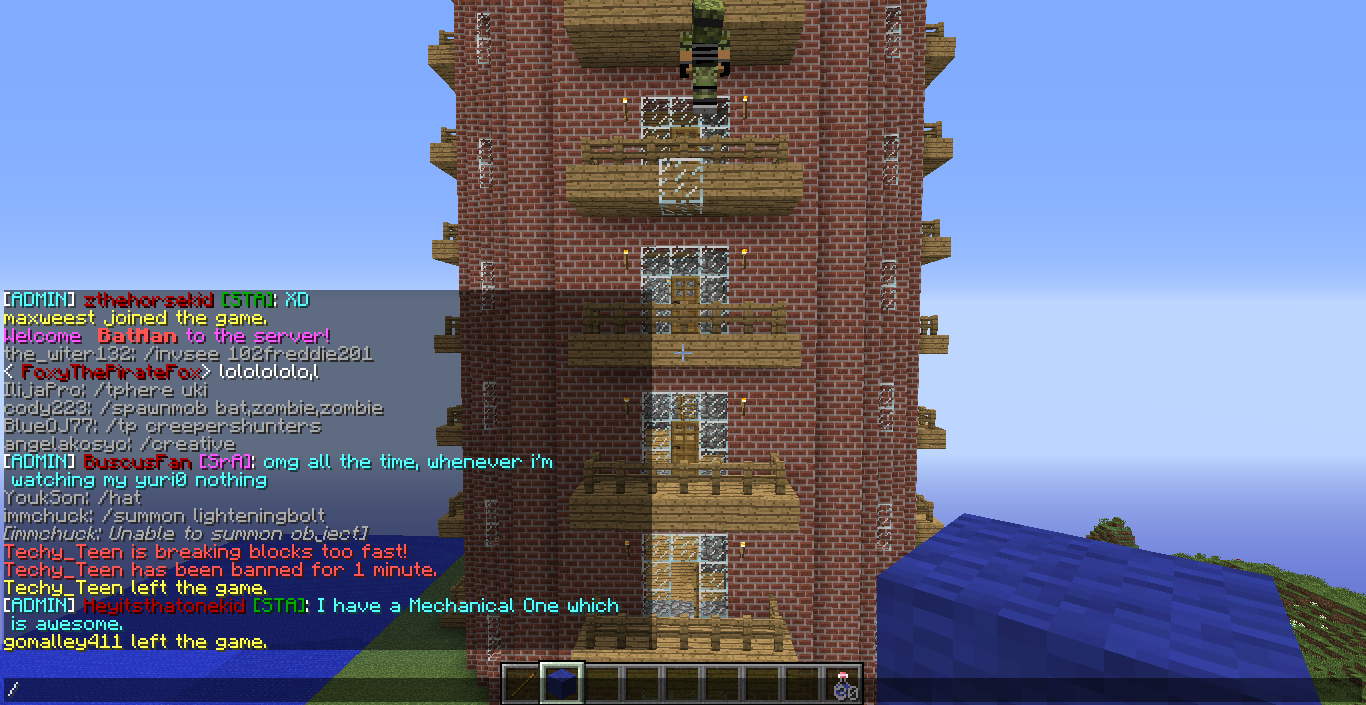 [ADMIN] zthehorsekid [STA]: XD
maxweest joined the game.
Welcome BatMan to the server!
the_witer132: /invsee 102freddie201
< FoxyThePirateFox> lololololo,l
IlijaPro: /tphere uki
cody223: /spawnmob bat,zombie,zombie
BlueOJ77: /tp creepershunters
angelakosyo: /creative
[ADMIN] BuscusFan [SrA]: omg all the time, whenever i'm
watching my yuri0 nothing
YoukSon: /hat
immchuck: /summon lighteningbolt
[immchuck: Unable to summon object]
Techy_Teen is breaking blocks too fast!
Techy_Teen has been banned for 1 minute.
Techy_Teen left the game.
[ADMIN] Heyitsthatonekid [STA]: I have a Mechanical One which
is awesome.
gomalley411 left the game.
/
30